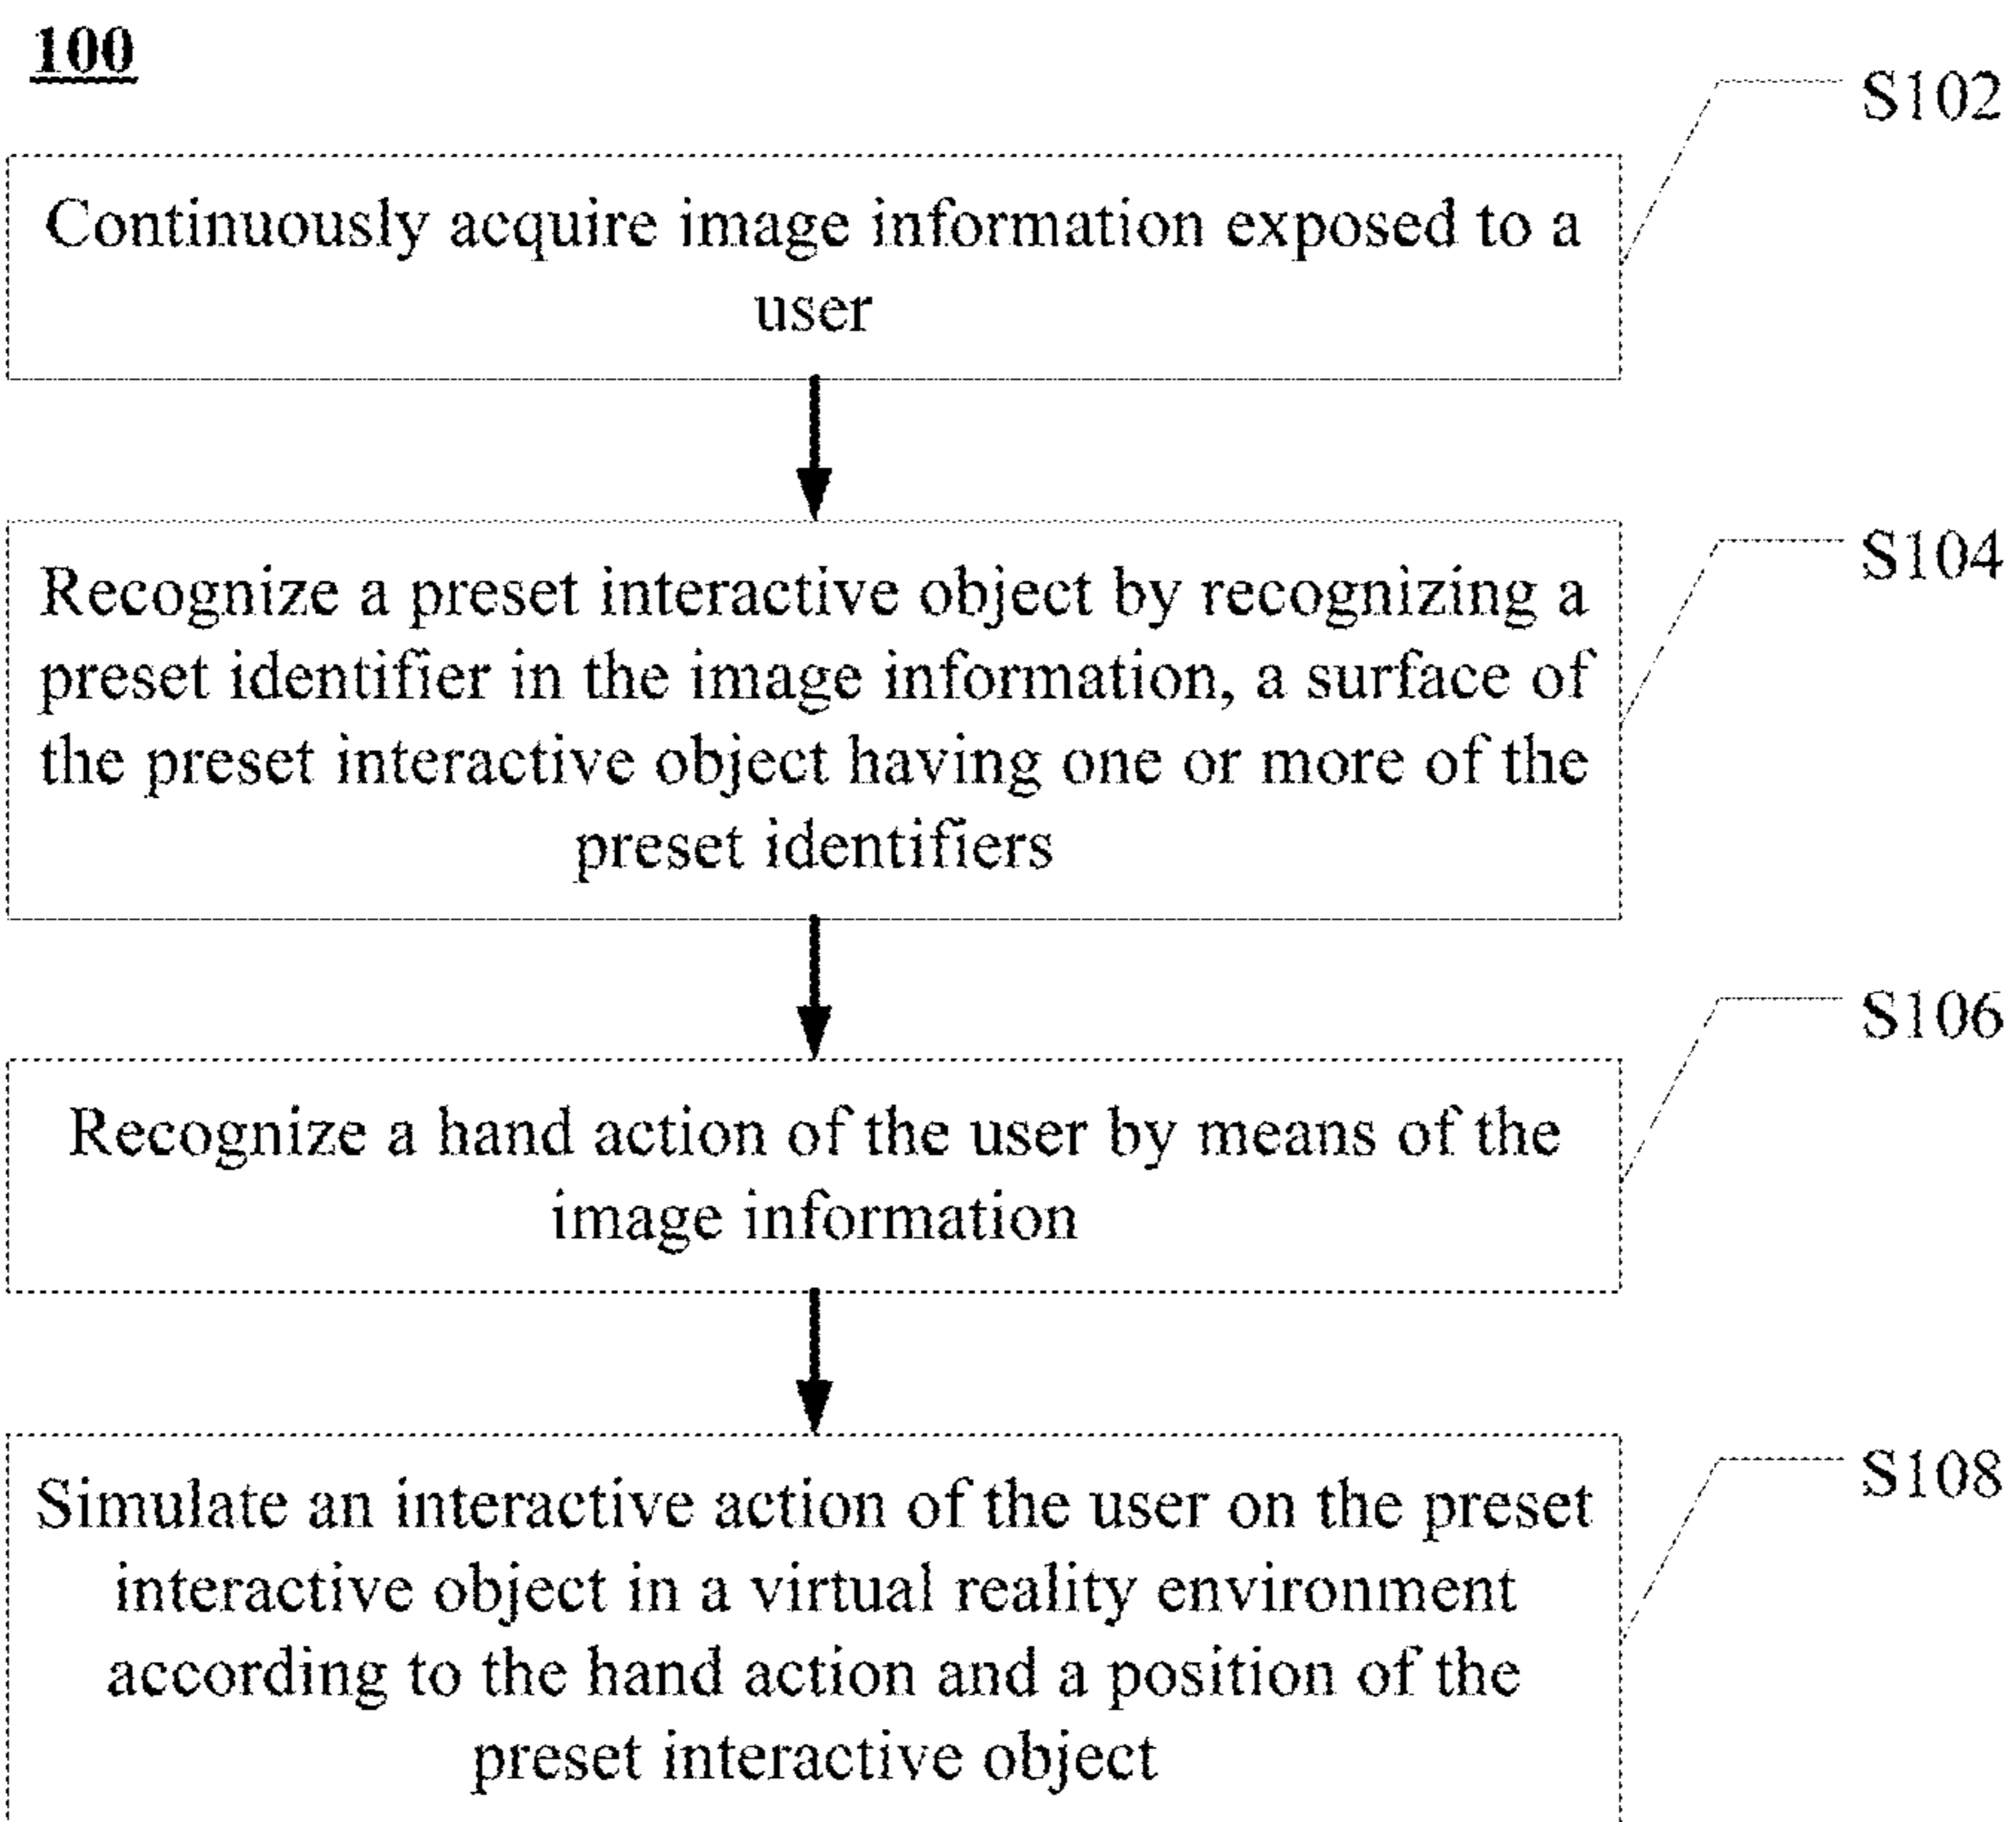 100
S102
Continuously acquire image information exposed to a
user
S104
Recognize a preset interactive object by recognizing a
preset identifier in the image information, a surface of
the preset interactive object having one or more of the
preset identifiers
S106
Recognize a hand action of the user by means of the
image information
S108
Simulate an interactive action of the user on the preset
interactive object in a virtual reality environment
according to the hand action and a position of the
preset interactive object